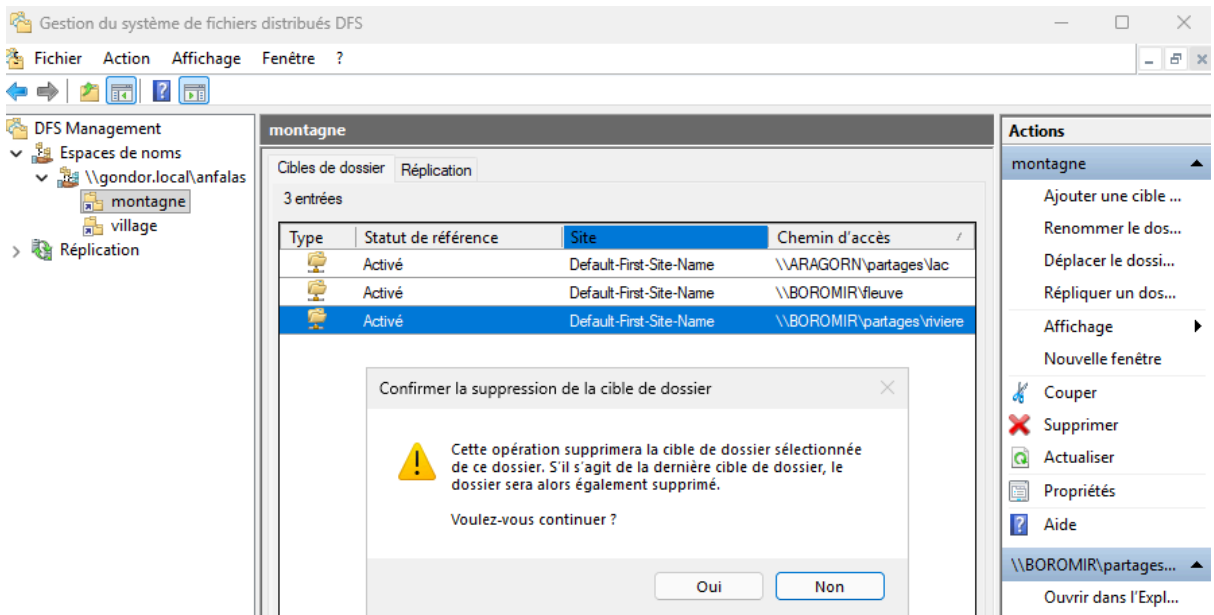 Gestion du système de fichiers distribués DFS
Fichier Action Affichage Fenêtre ?
DFS Management
Espaces de noms
\\gondor.local\anfalas
montagne
village
Réplication
montagne
Cibles de dossier Réplication
3 entrées
Type Statut de référence Site Chemin d'accès
Activé Default-First-Site-Name \\ARAGORN\partages\lac
Activé Default-First-Site-Name \\BOROMIR\fleuve
Activé Default-First-Site-Name \\BOROMIR\partages\riviere
Confirmer la suppression de la cible de dossier
Cette opération supprimera la cible de dossier sélectionnée
de ce dossier. S'il s'agit de la dernière cible de dossier, le
dossier sera alors également supprimé.
Voulez-vous continuer ?
Oui Non
Actions
montagne
Ajouter une cible ...
Renommer le dos...
Déplacer le dossi...
Répliquer un dos...
Affichage
Nouvelle fenêtre
Couper
Supprimer
Actualiser
Propriétés
Aide
\\BOROMIR\partages...
Ouvrir dans l'Expl...